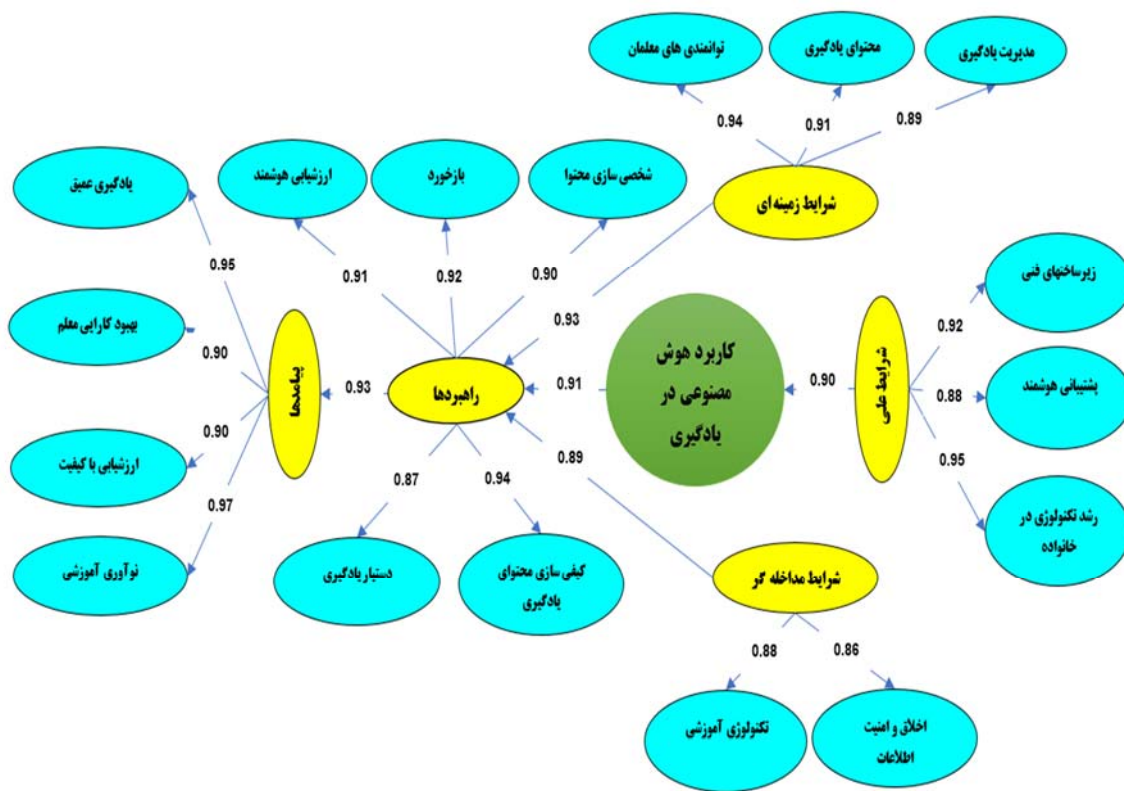 توانمندی های معلمان
محتوای یادگیری
مدیریت یادگیری
0.94
0.91
0.89
شرایط زمینه ای
یادگیری عمیق
ارزشیابی هوشمند
بازخورد
شخصی سازی محتوا
زیرساختهای فنی
0.95
0.91
0.92
0.90
0.93
0.92
بهبود کارایی معلم
0.90
پیامدها
0.93
راهبردها
0.91
کاربرد هوش
مصنوعی در
یادگیری
0.90
شرایط علی
0.88
پشتیبانی هوشمند
ارزشیابی با کیفیت
0.90
0.97
0.87
0.94
0.89
0.95
رشد تکنولوژی در
خانواده
نوآوری آموزشی
دستیار یادگیری
کیفی سازی محتوای
یادگیری
شرایط مداخله گر
0.88
0.86
تکنولوژی آموزشی
اخلاق و امنیت
اطلاعات